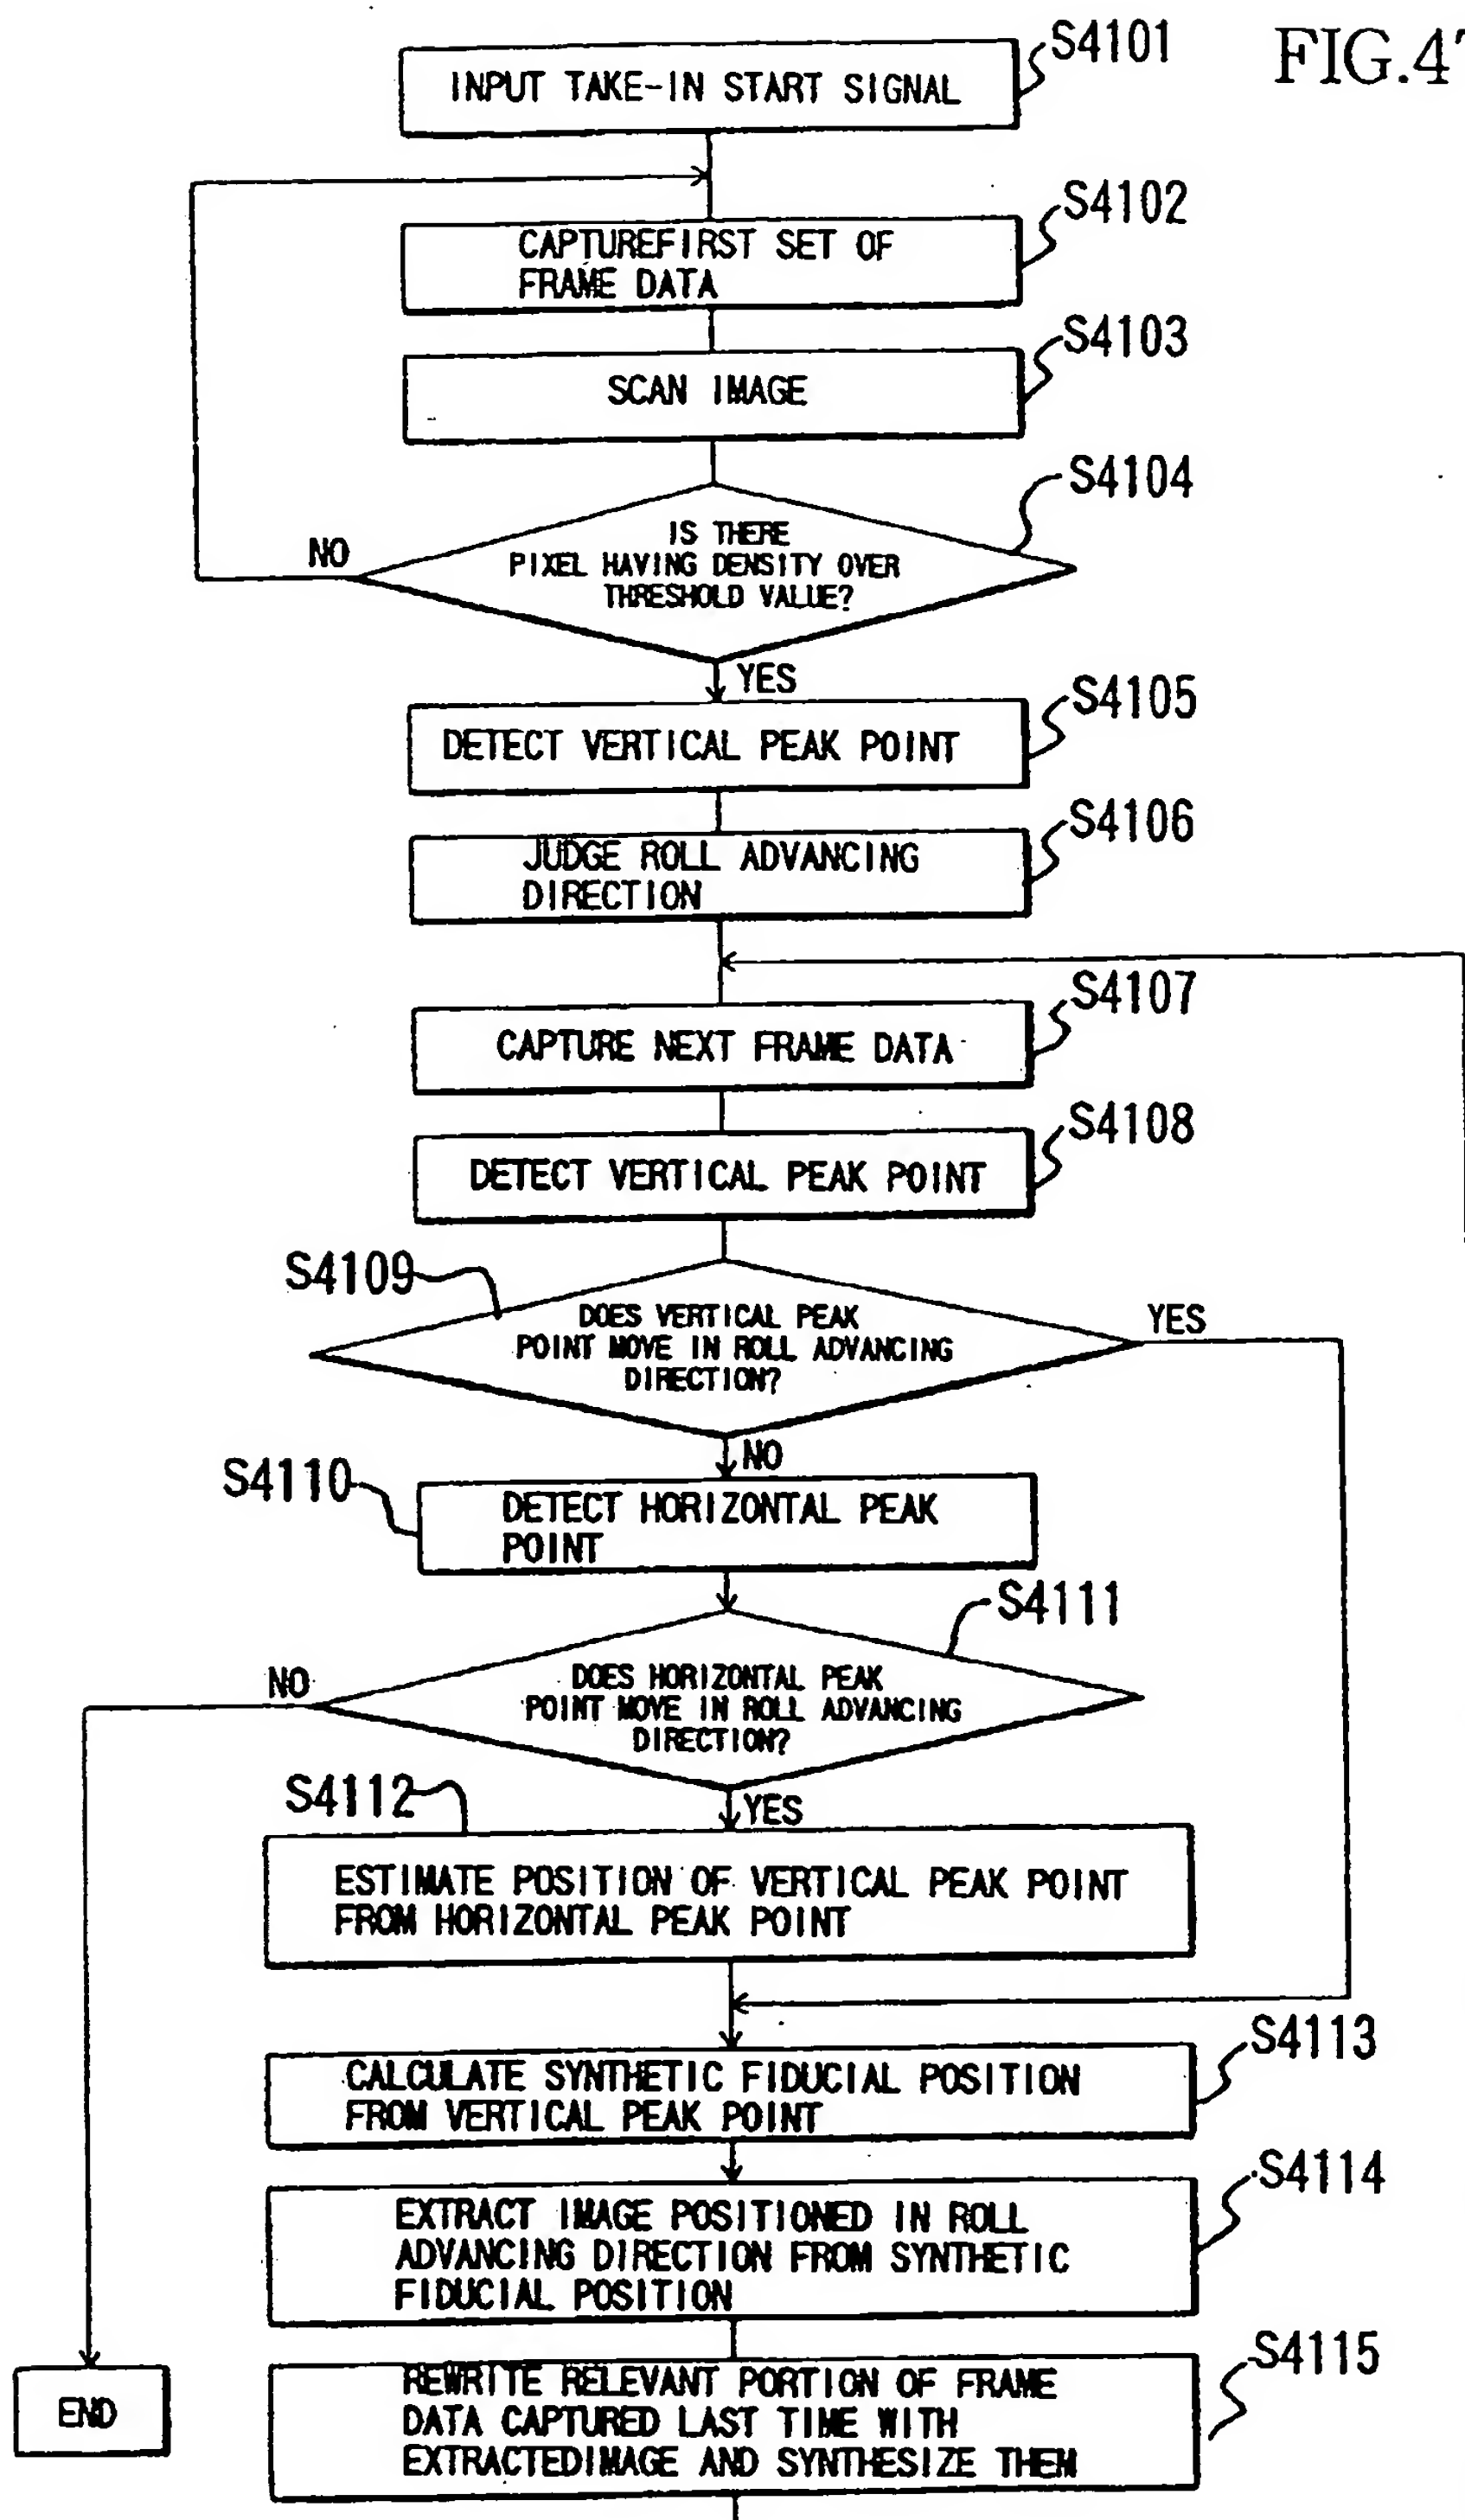 FIG.4
S4101
INPUT TAKE-IN START SIGNAL
S4102
CAPTUREFIRST SET OF
FRAME DATA
S4103
SCAN IMAGE
S4104
IS THERE
PIXEL HAVING DENSITY OVER
THRESHOLD VALUE?
NO
YES
S4105
DETECT VERTICAL PEAK POINT
S4106
JUDGE ROLL ADVANCING
DIRECTION
S4107
CAPTURE NEXT FRAME DATA
S4108
DETECT VERTICAL PEAK POINT
S4109
DOES VERTICAL PEAK
POINT MOVE IN ROLL ADVANCING
DIRECTION?
YES
NO
S4110
DETECT HORIZONTAL PEAK
POINT
S4111
DOES HORIZONTAL PEAK
POINT MOVE IN ROLL ADVANCING
DIRECTION?
NO
YES
S4112
ESTIMATE POSITION OF VERTICAL PEAK POINT
FROM HORIZONTAL PEAK POINT
S4113
CALCULATE SYNTHETIC FIDUCIAL POSITION
FROM VERTICAL PEAK POINT
S4114
EXTRACT IMAGE POSITIONED IN ROLL
ADVANCING DIRECTION FROM SYNTHETIC
FIDUCIAL POSITION
S4115
REWRITE RELEVANT PORTION OF FRAME
DATA CAPTURED LAST TIME WITH
EXTRACTEDIMAGE AND SYNTHESIZE THEM
END